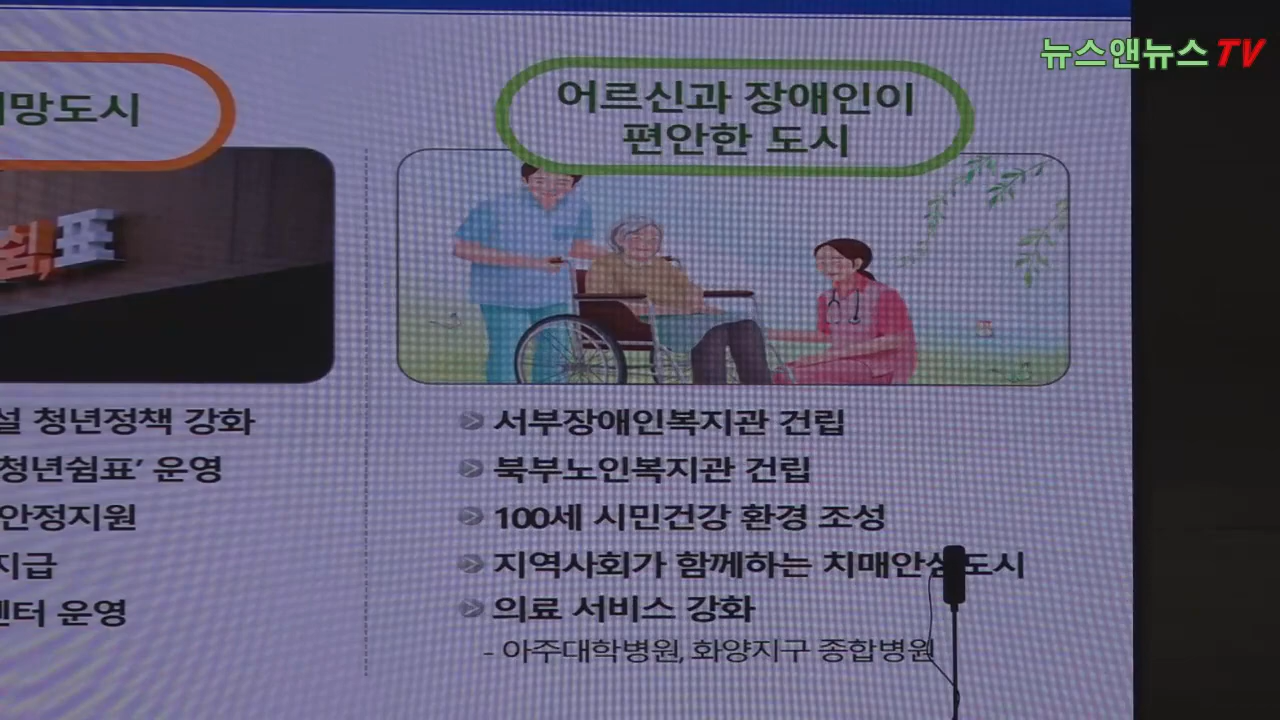 뉴스앤뉴스 TV
망도시
쉼,표
설 청년정책 강화
청년쉼표’ 운영
안정지원
지급
센터 운영
어르신과 장애인이
편안한 도시
서부장애인복지관 건립
북부노인복지관 건립
100세 시민건강 환경 조성
지역사회가 함께하는 치매안심도시
의료 서비스 강화
- 아주대학병원, 화양지구 종합병원